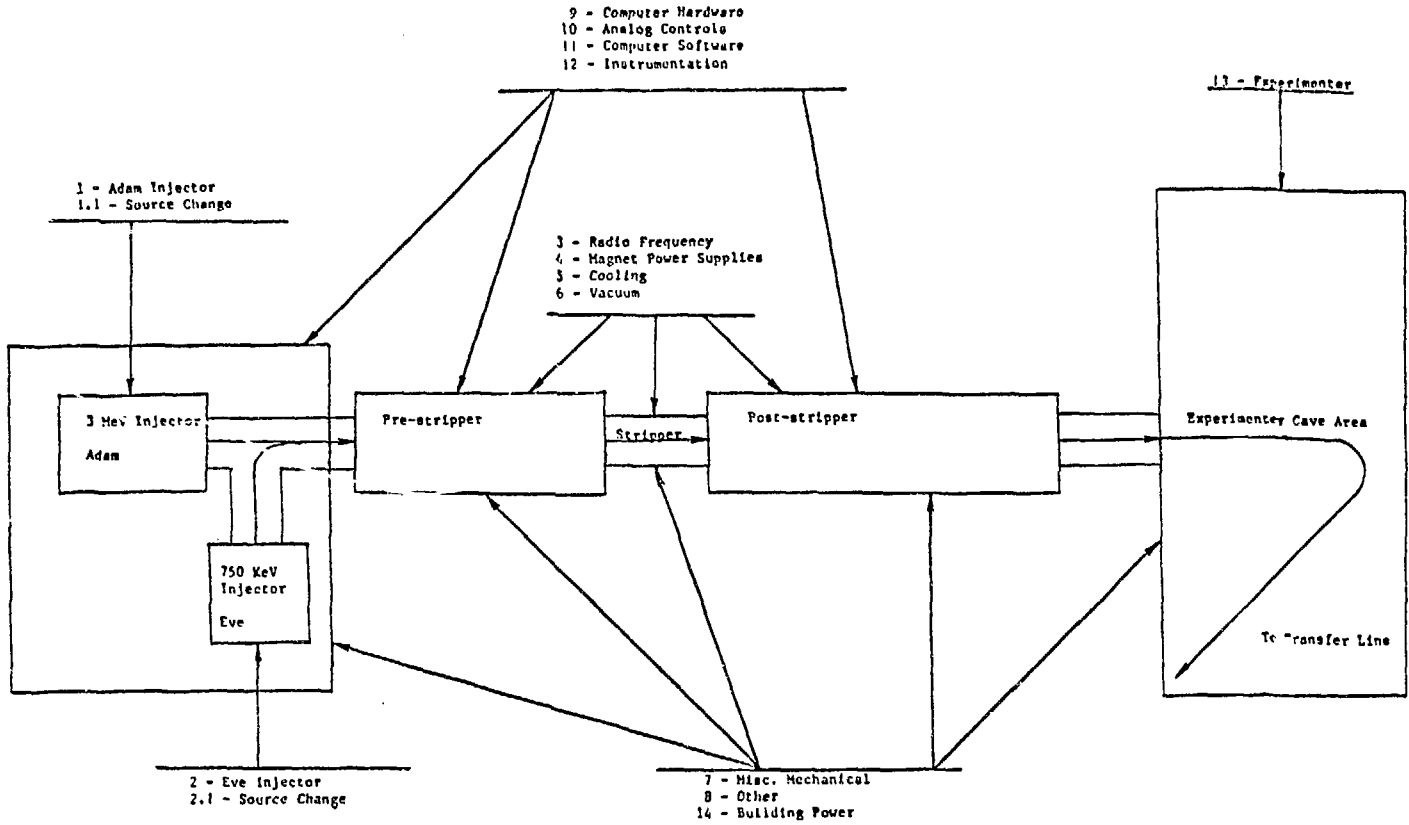 9 - Computer Hardware
10 - Analog Controls
11 - Computer Software
12 - Instrumentation
13 - Experimenter
1 - Adam Injector
1.1 - Source Change
3 - Radio Frequency
4 - Magnet Power Supplies
5 - Cooling
6 - Vacuum
3 MeV Injector
Adam
Pre-stripper
Stripper
Post-stripper
Experimenter Cave Area
750 KeV
Injector
Eve
To Transfer Line
2 - Eve Injector
2.1 - Source Change
7 - Misc. Mechanical
8 - Other
14 - Building Power